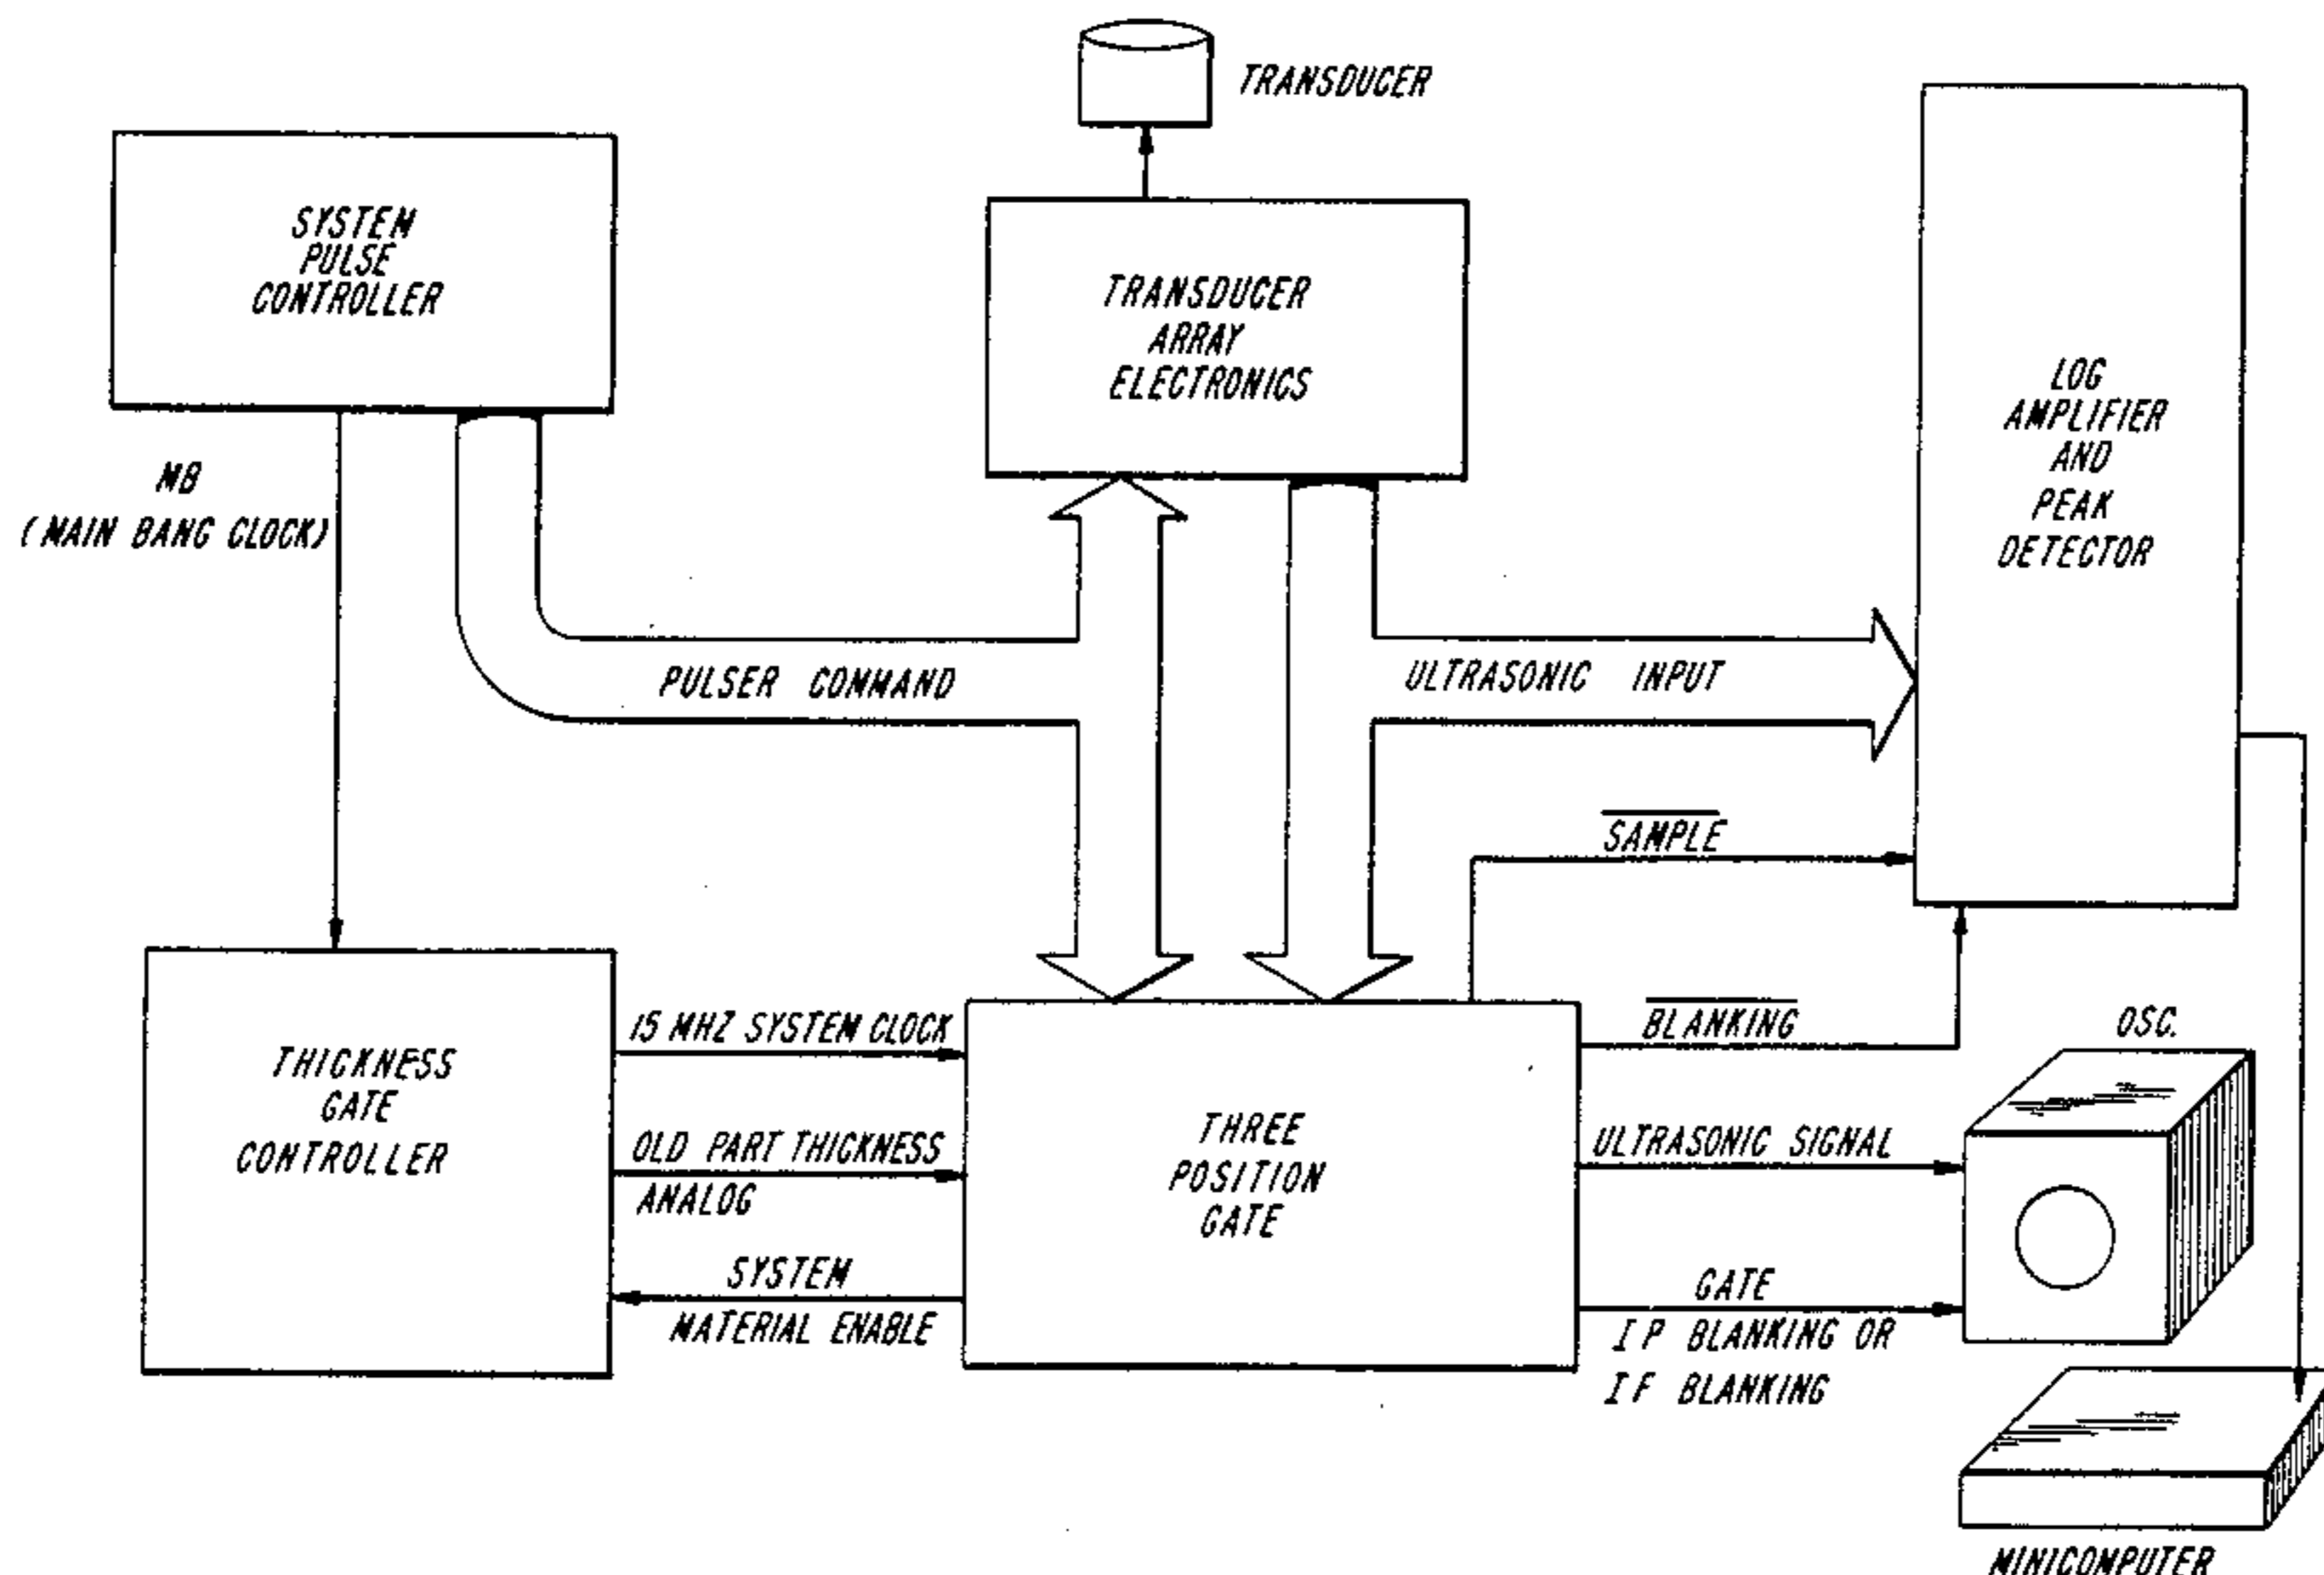 TRANSDUCER
SYSTEM
PULSE
CONTROLLER
TRANSDUCER
ARRAY
ELECTRONICS
LOG
AMPLIFIER
AND
PEAK
DETECTOR
MB
(MAIN BANG CLOCK)
PULSER COMMAND
ULTRASONIC INPUT
SAMPLE
THICKNESS
GATE
CONTROLLER
15 MHZ SYSTEM CLOCK
OLD PART THICKNESS
ANALOG
SYSTEM
MATERIAL ENABLE
THREE
POSITION
GATE
BLANKING
ULTRASONIC SIGNAL
GATE
IP BLANKING OR
IF BLANKING
OSC.
MINICOMPUTER